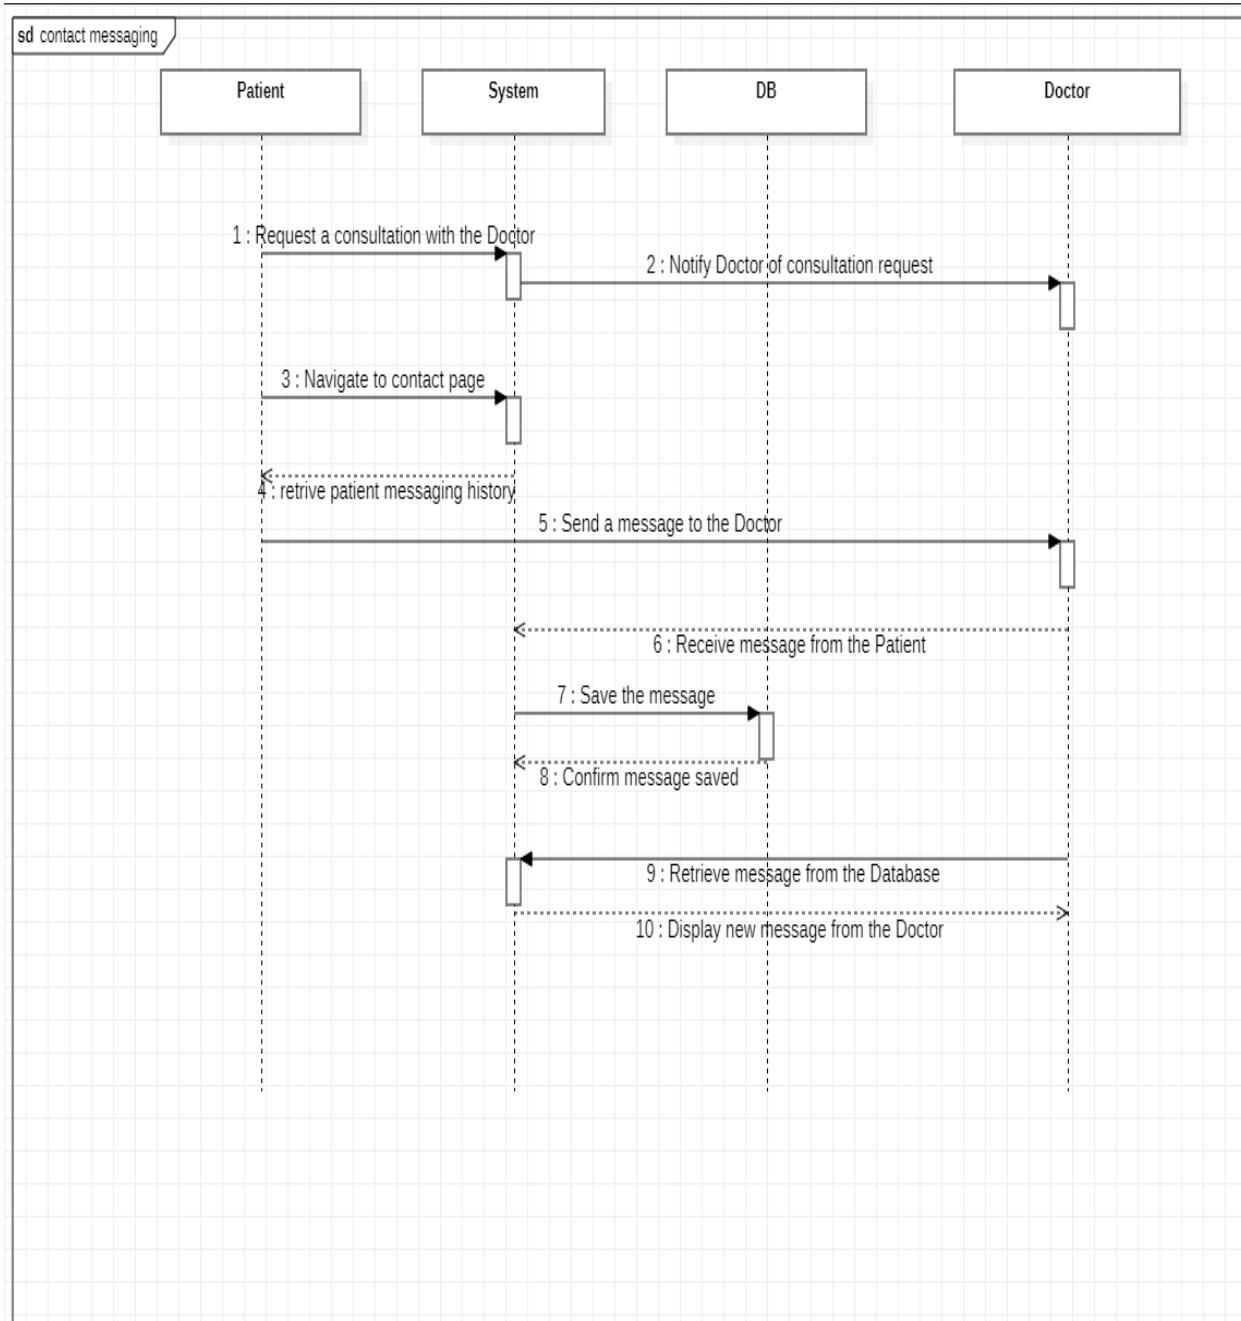 sd contact messaging
Patient
System
DB
Doctor
1 : Request a consultation with the Doctor
2 : Notify Doctor of consultation request
3 : Navigate to contact page
4 : retrive patient messaging history
5 : Send a message to the Doctor
6 : Receive message from the Patient
7 : Save the message
8 : Confirm message saved
9 : Retrieve message from the Database
10 : Display new message from the Doctor